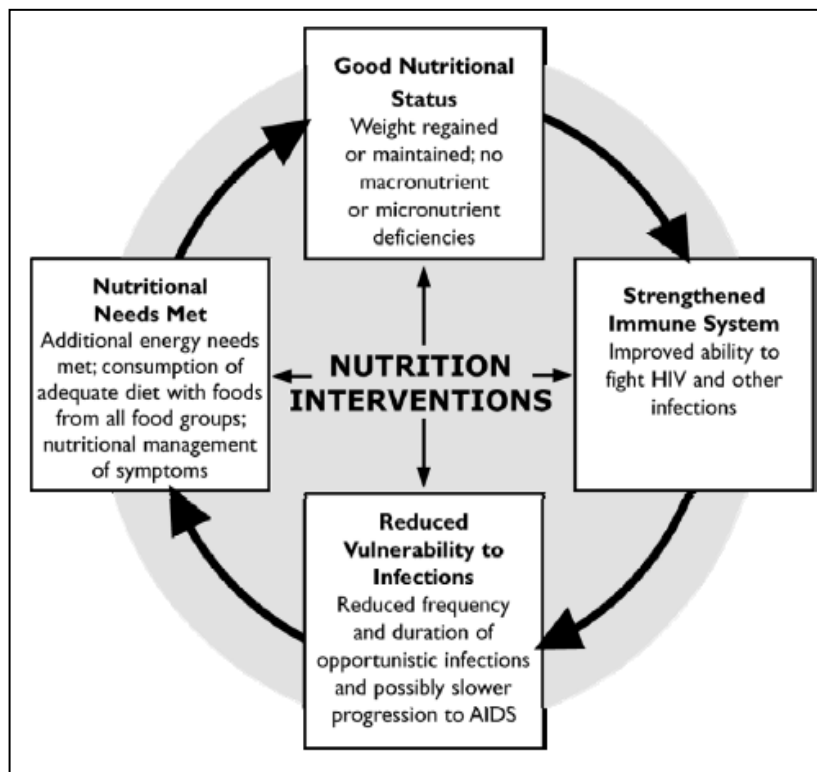 Good Nutritional
Status
Weight regained
or maintained; no
macronutrient
or micronutrient
deficiencies
Nutritional
Needs Met
Additional energy needs
met; consumption of
adequate diet with foods
from all food groups;
nutritional management
of symptoms
NUTRITION
INTERVENTIONS
Strengthened
Immune System
Improved ability to
fight HIV and other
infections
Reduced
Vulnerability to
Infections
Reduced frequency
and duration of
opportunistic infections
and possibly slower
progression to AIDS